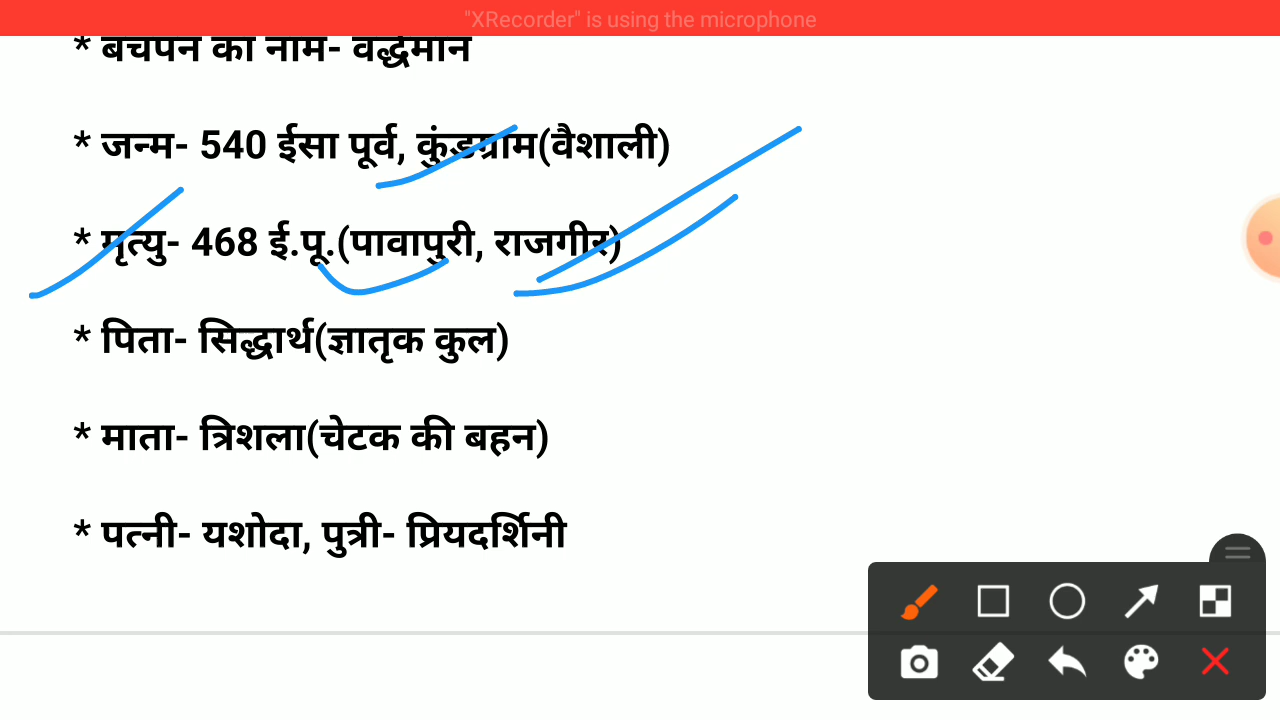 "XRecorder" is using the microphone
* बचपन का नाम- वर्द्धमान
* जन्म- 540 ईसा पूर्व, कुंडग्राम(वैशाली)
* मृत्यु- 468 ई.पू.(पावापुरी, राजगीर)
* पिता- सिद्धार्थ(ज्ञातृक कुल)
* माता- त्रिशला(चेटक की बहन)
* पत्नी- यशोदा, पुत्री- प्रियदर्शिनी